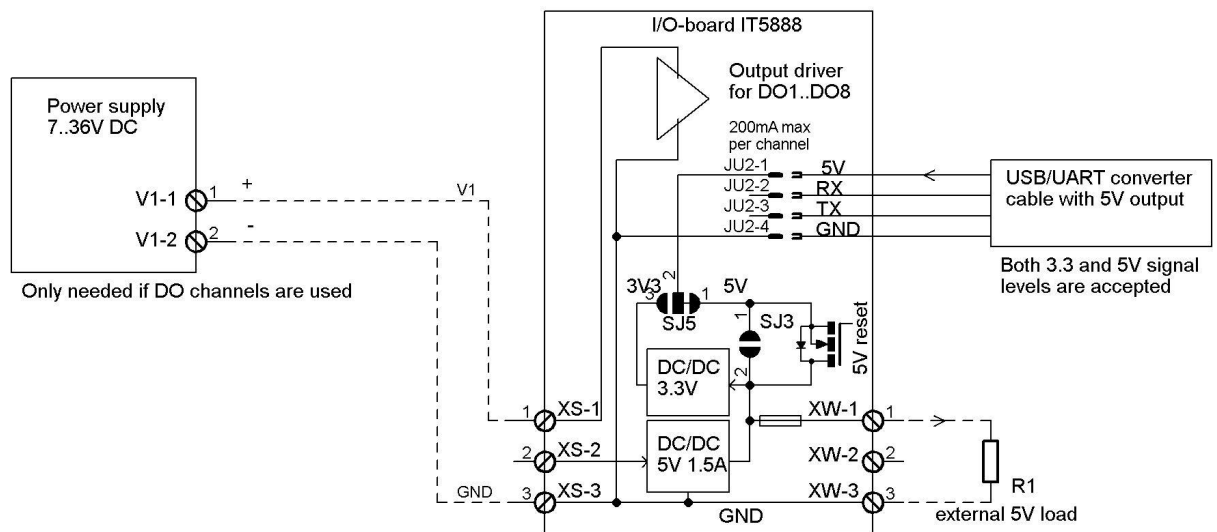 I/O-board IT5888
Power supply
7..36V DC
V1-1
1
+
V1
V1-2
2
-
Only needed if DO channels are used
Output driver
for DO1..DO8
200mA max
per channel
JU2-1
5V
JU2-2
RX
JU2-3
TX
JU2-4
GND
USB/UART converter
cable with 5V output
Both 3.3 and 5V signal
levels are accepted
2
3V3
3
1
5V
SJ5
1
SJ3
2
5V reset
DC/DC
3.3V
DC/DC
5V 1.5A
1
XS-1
2
XS-2
GND
3
XS-3
GND
XW-1
1
XW-2
2
XW-3
3
R1
external 5V load